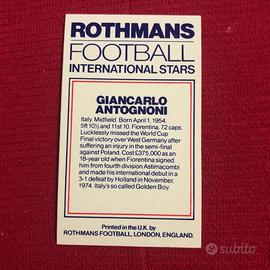 ROTHMANS
FOOTBALL
INTERNATIONAL STARS
GIANCARLO
ANTOGNONI
Italy. Midfield. Born April 1, 1954.
5ft 10½ and 11st 10. Fiorentina. 72 caps.
Lucklessly missed the World Cup
Final victory over West Germany after
suffering an injury in the semi-final
against Poland. Cost £375,000 as an
18-year old when Fiorentina signed
him from fourth division Astimacombi
and made his international debut in a
3-1 defeat by Holland in November,
1974. Italy's so called Golden Boy.
Printed in the U.K. by
ROTHMANS FOOTBALL, LONDON, ENGLAND.
subito